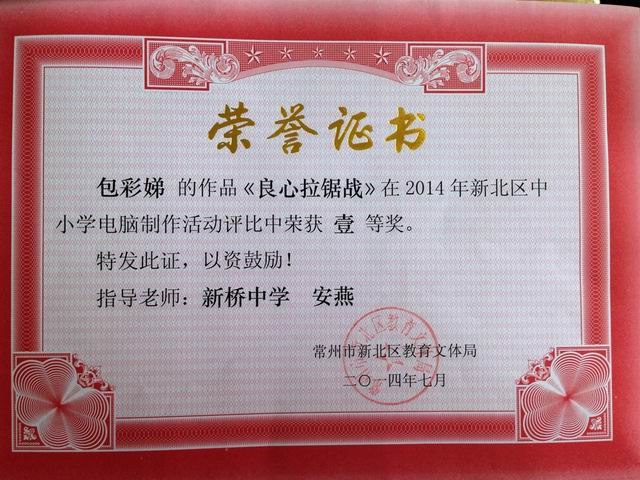 荣誉证书
包彩娣 的作品《良心拉锯战》在 2014 年新北区中
小学电脑制作活动评比中荣获 壹 等奖。
特发此证，以资鼓励！
指导老师：新桥中学 安燕
常州市新北区教育文体局
二〇一四年七月